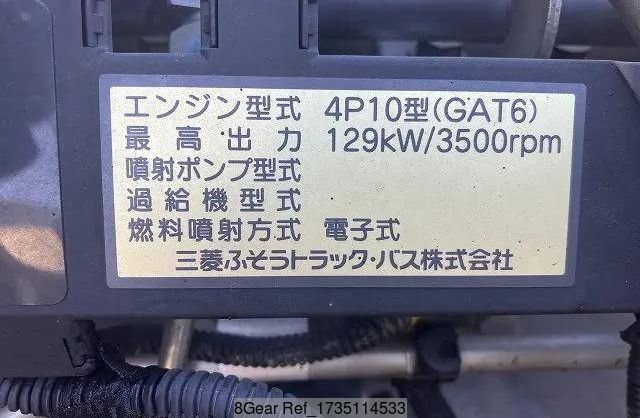 エンジン型式 4P10型(GAT6)
最高出力 129kW/3500rpm
噴射ポンプ型式
過給機型式
燃料噴射方式 電子式
三菱ふそうトラック・バス株式会社
8Gear Ref_1735114533